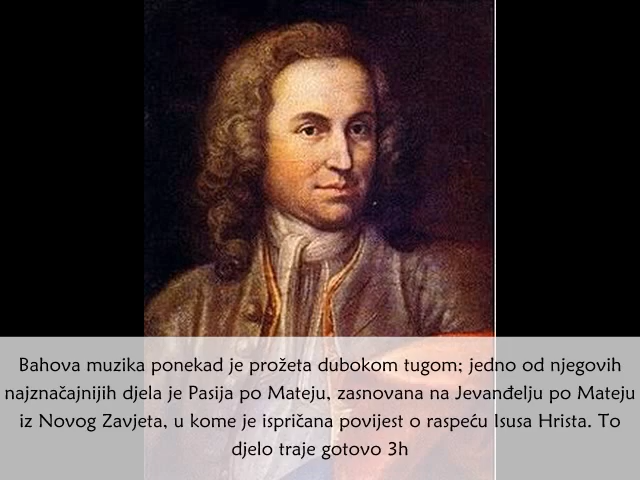 Bahova muzika ponekad je prožeta dubokom tugom; jedno od njegovih
najznačajnijih djela je Pasija po Mateju, zasnovana na Jevanđelju po Mateju
iz Novog Zavjeta, u kome je ispričana povijest o raspeću Isusa Hrista. To
djelo traje gotovo 3h